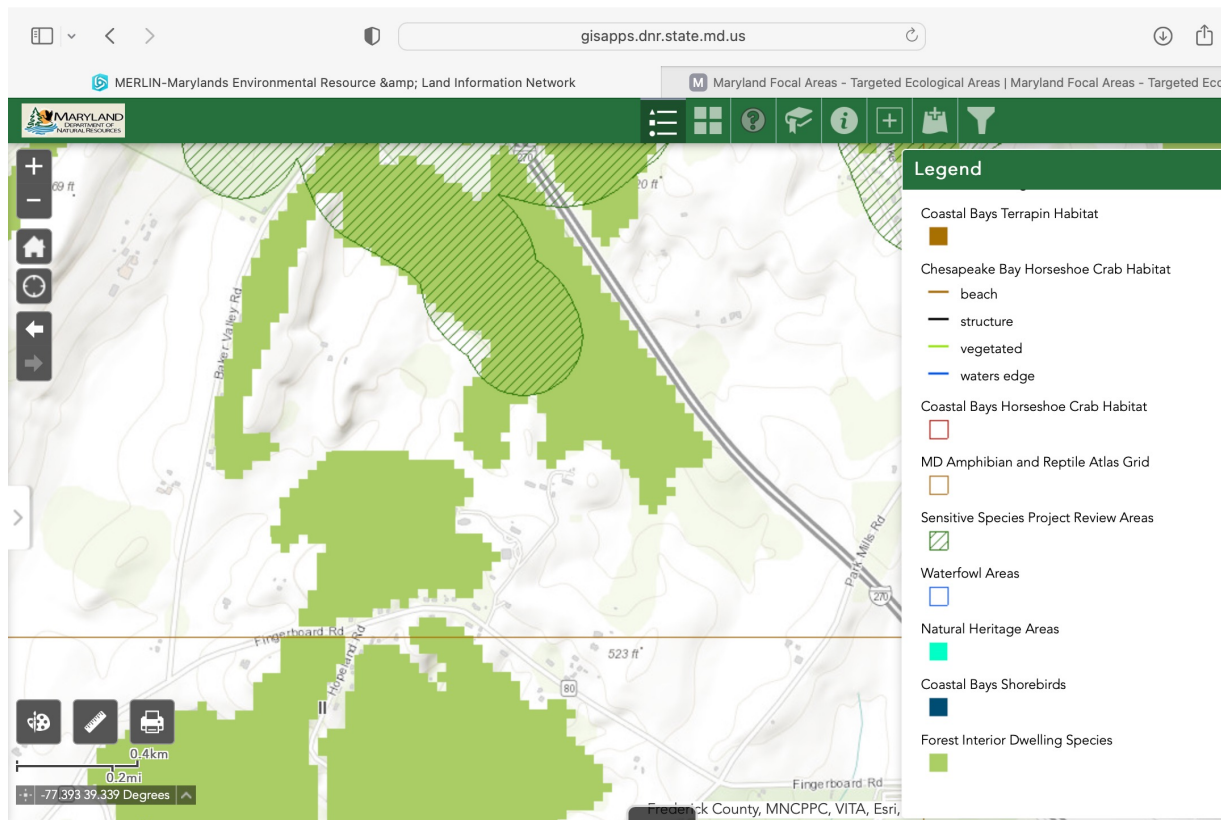 gisapps.dnr.state.md.us
MERLIN-Marylands Environmental Resource &amp; Land Information Network
M Maryland Focal Areas - Targeted Ecological Areas | Maryland Focal Areas - Targeted Ecc
MARYLAND
DEPARTMENT OF
NATURAL RESOURCES
Legend
Coastal Bays Terrapin Habitat
Chesapeake Bay Horseshoe Crab Habitat
beach
structure
vegetated
waters edge
Coastal Bays Horseshoe Crab Habitat
MD Amphibian and Reptile Atlas Grid
Sensitive Species Project Review Areas
Waterfowl Areas
Natural Heritage Areas
Coastal Bays Shorebirds
Forest Interior Dwelling Species
270
69 ft
20 ft
Baker Valley Rd
Park Mills Rd
270
Fingerboard Rd
Hopeland Rd
523 ft
80
0.4km
0.2mi
-77.393 39.339 Degrees
Fingerboard Rd
Frederick County, MNCPPC, VITA, Esri,